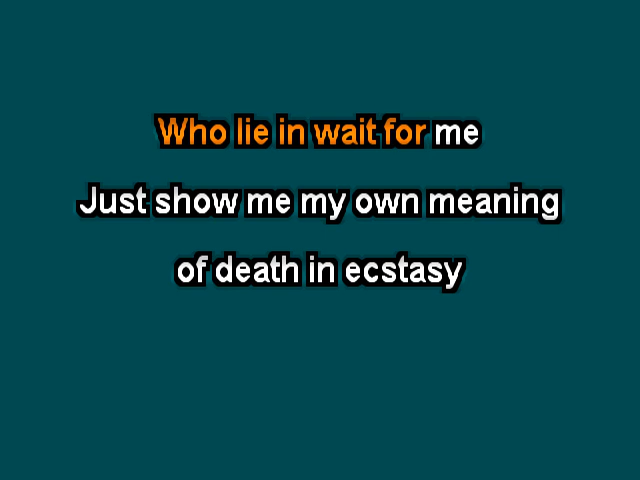 Who lie in wait for me
Just show me my own meaning
of death in ecstasy